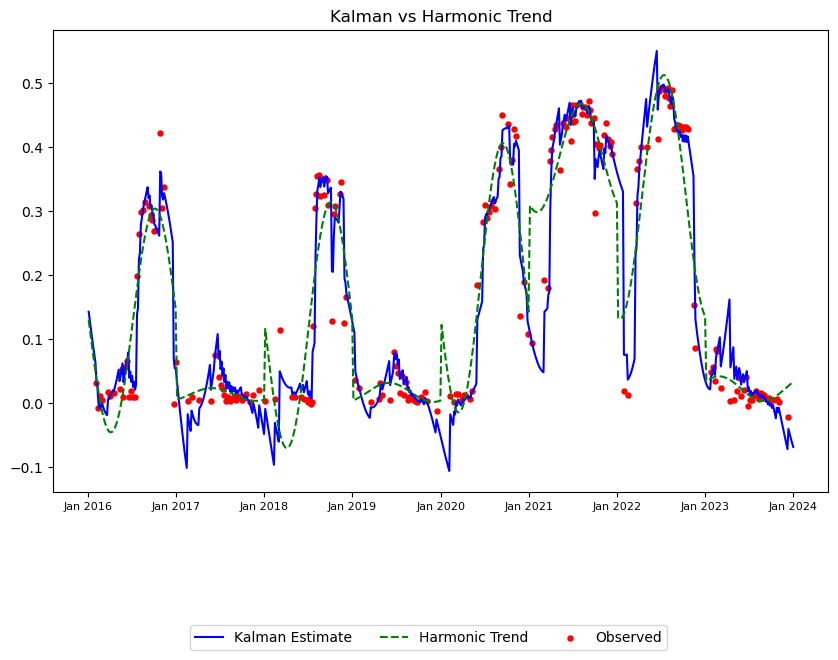 Kalman vs Harmonic Trend
0.5
0.4
0.3
0.2
0.1
0.0
−0.1
Jan 2016 Jan 2017 Jan 2018 Jan 2019 Jan 2020 Jan 2021 Jan 2022 Jan 2023 Jan 2024
Kalman Estimate Harmonic Trend Observed